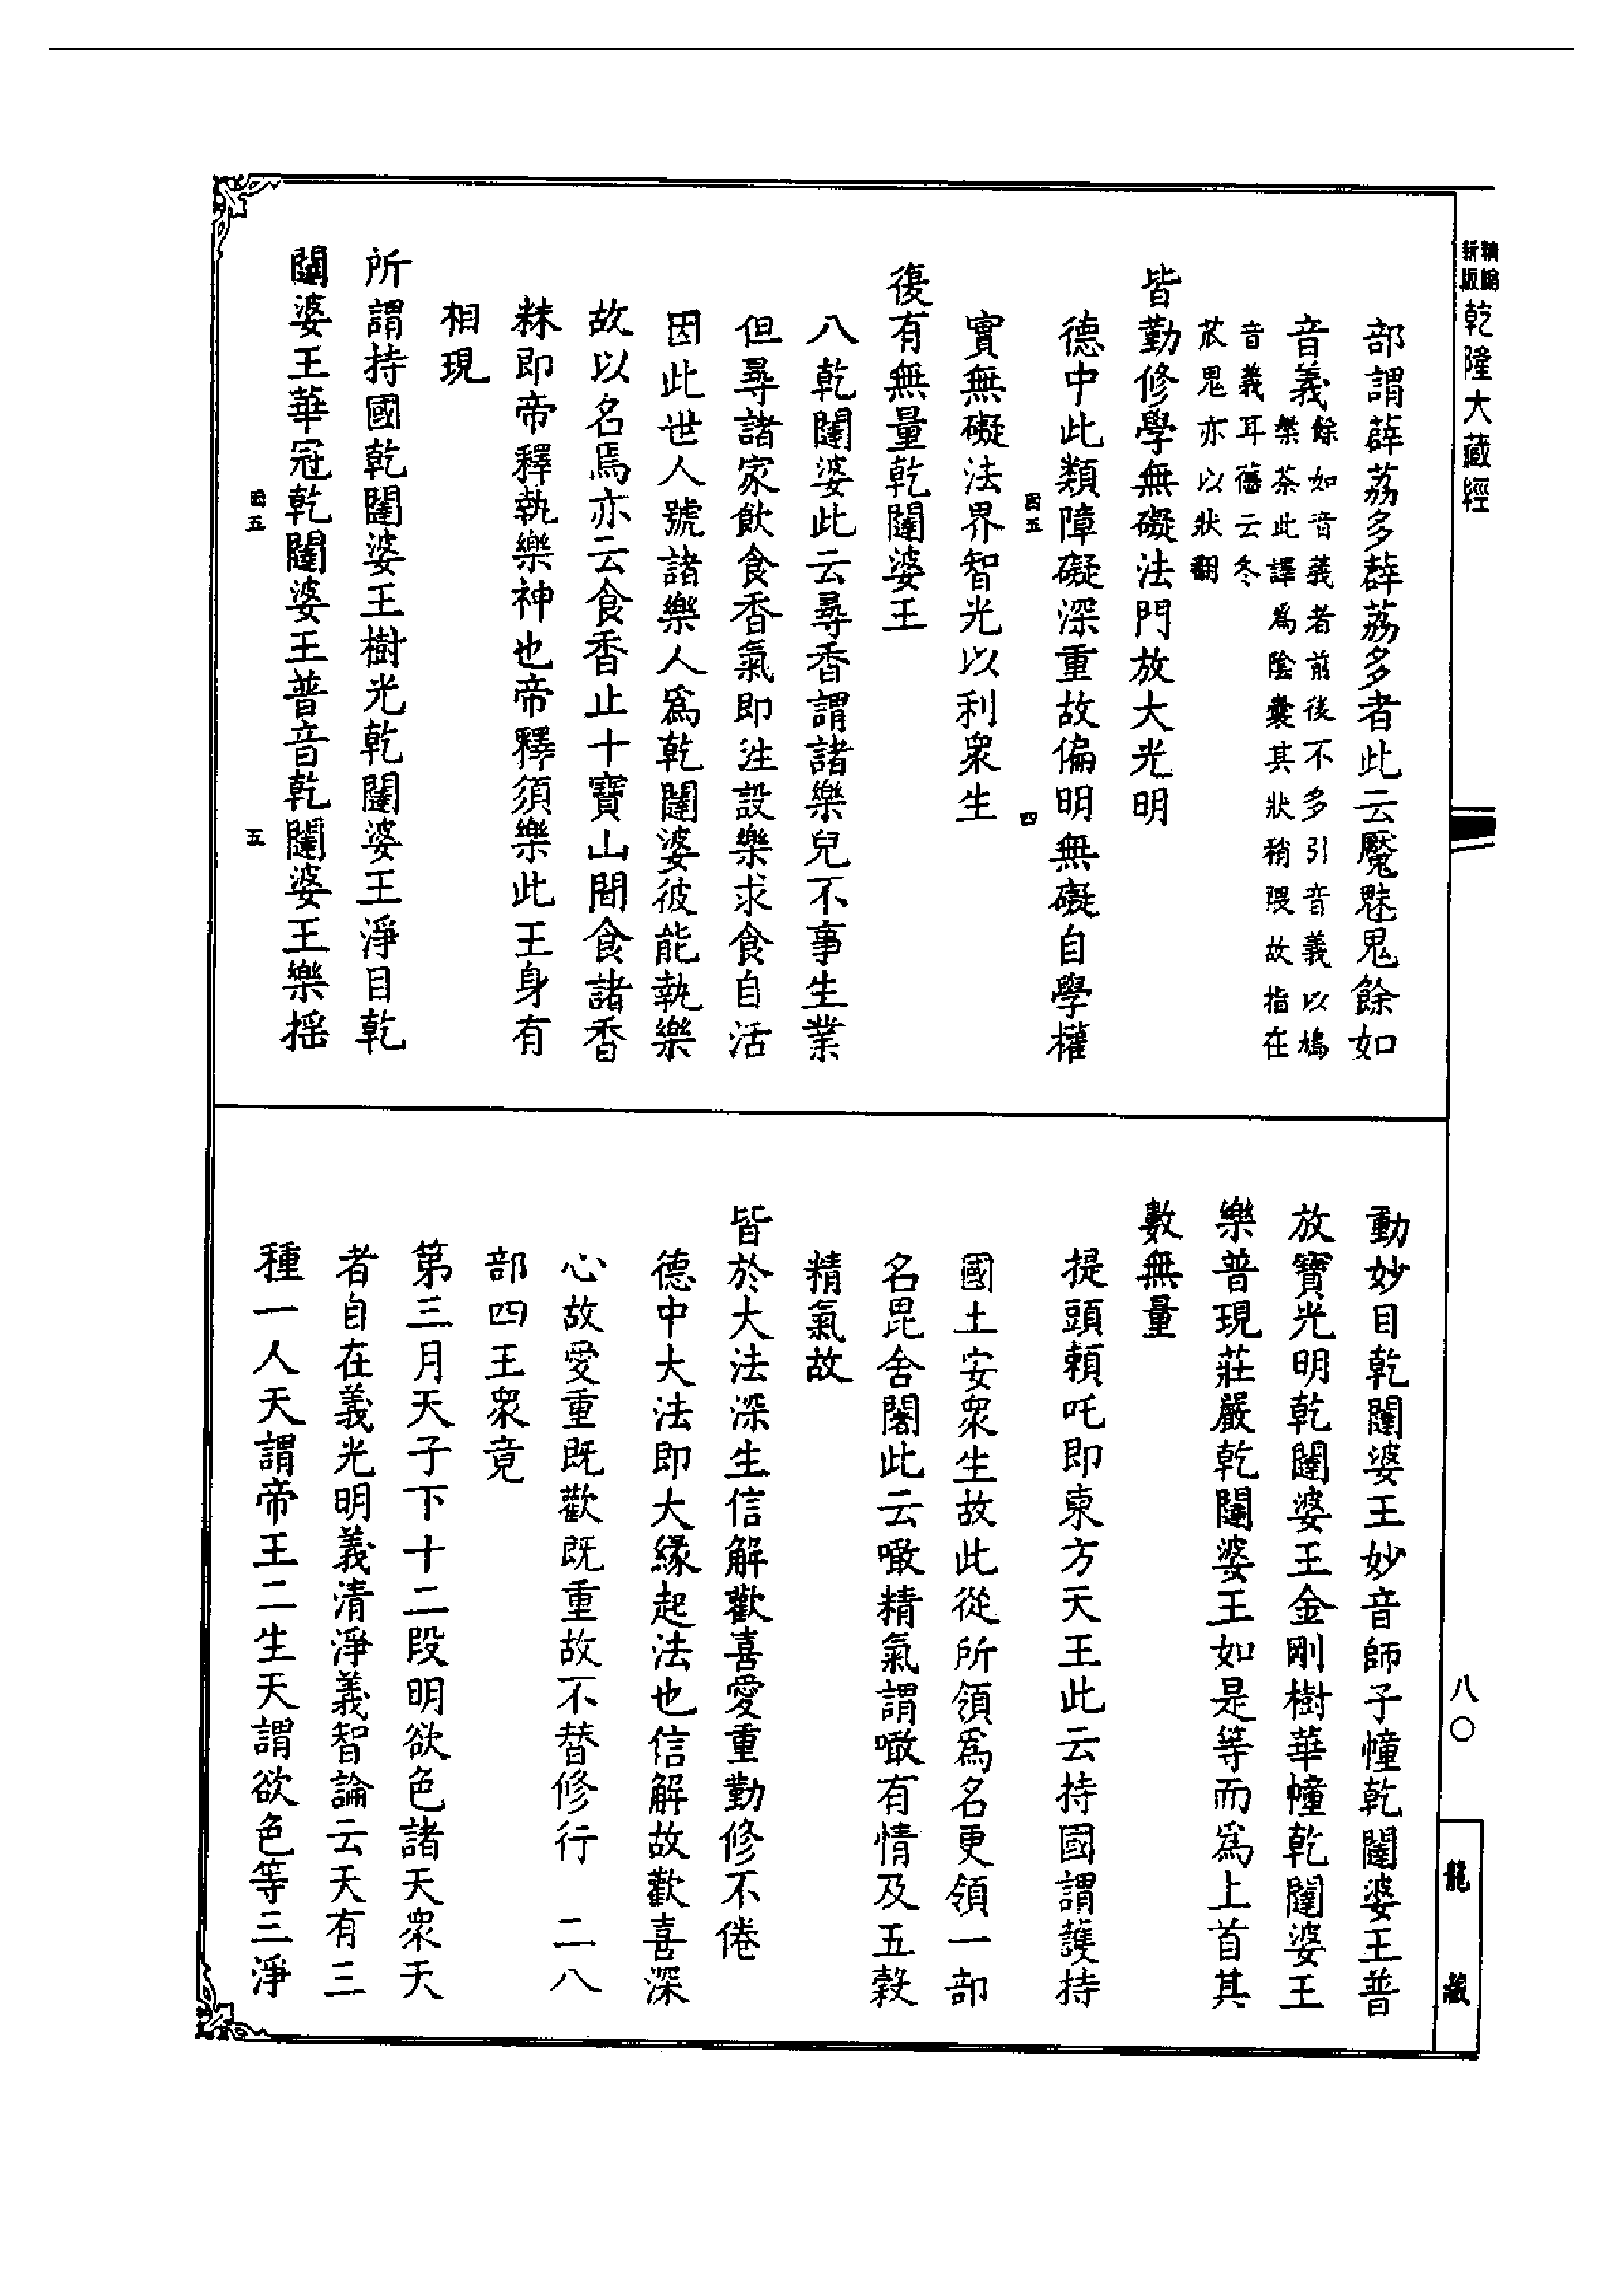 精縮
新版
乾隆大藏經
部謂薜荔多薜荔多者此云魘魅鬼餘如
音義
餘如音義者前後不多引音義以鳩
槃茶此譯為陰囊其狀稍隈故指在
音義耳舊云冬
苽鬼亦以狀翻
皆勤修學無礙法門放大光明
德中此類障礙深重故偏明無礙自學權
實無礙法界智光以利衆生
復有無量乾闥婆王
八乾闥婆此云尋香謂諸樂兒不事生業
但尋諸家飲食香氣即往設樂求食自活
因此世人號諸樂人為乾闥婆彼能執樂
故以名焉亦云食香止十寶山間食諸香
𥹭即帝釋執樂神也帝釋須樂此王身有
相現
所謂持國乾闥婆王樹光乾闥婆王淨目乾
闥婆王華冠乾闥婆王普音乾闥婆王樂揺
動妙目乾闥婆王妙音師子幢乾闥婆王普
放寶光明乾闥婆王金剛樹華幢乾闥婆王
樂普現莊嚴乾闥婆王如是等而為上首其
數無量
提頭頼吒即東方天王此云持國謂護持
國土安衆生故此從所領為名更領一部
名毘舍闍此云噉精氣謂噉有情及五穀
精氣故
皆於大法深生信解歡喜愛重勤修不倦
德中大法即大緣起法也信解故歡喜深
心故愛重既歡既重故不替修行　二八
部四王衆竟
第三月天子下十二段明欲色諸天衆天
者自在義光明義清淨義智論云天有三
種一人天謂帝王二生天謂欲色等三淨
八〇
龍藏